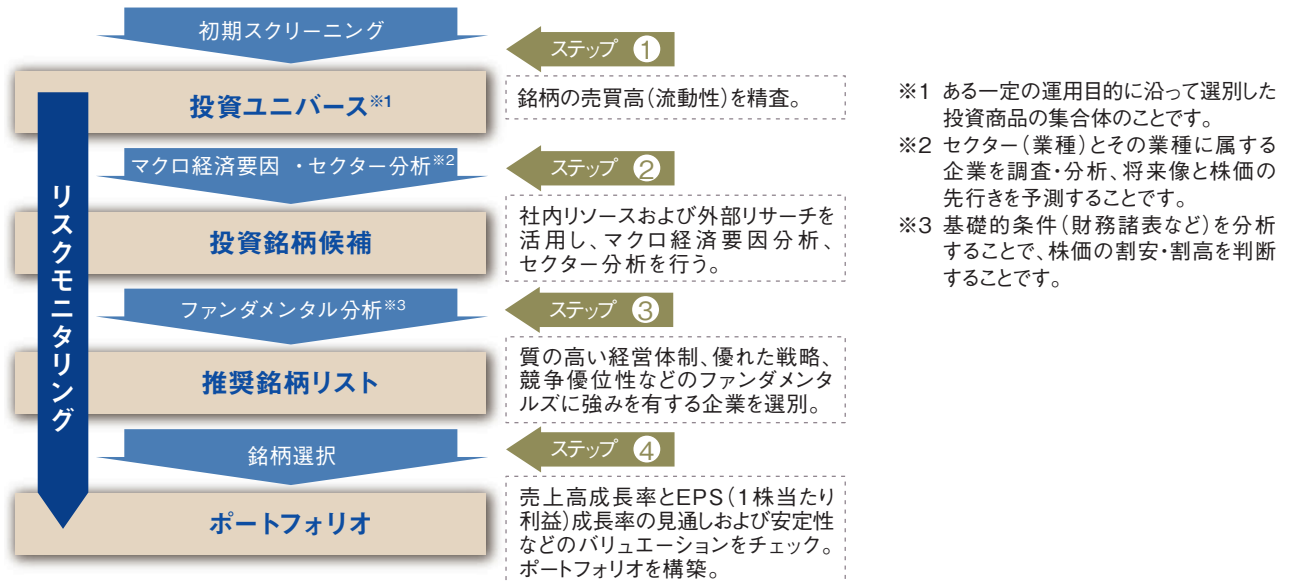 初期スクリーニング
ステップ ❶
投資ユニバース※1
銘柄の売買高(流動性)を精査。
マクロ経済要因 ・セクター分析※2
ステップ ❷
投資銘柄候補
社内リソースおよび外部リサーチを
活用し、マクロ経済要因分析、
セクター分析を行う。
ファンダメンタル分析※3
ステップ ❸
推奨銘柄リスト
質の高い経営体制、優れた戦略、
競争優位性などのファンダメンタ
ルズに強みを有する企業を選別。
銘柄選択
ステップ ❹
ポートフォリオ
売上高成長率とEPS(1株当たり
利益)成長率の見通しおよび安定性
などのバリュエーションをチェック。
ポートフォリオを構築。
リスクモニタリング
※1 ある一定の運用目的に沿って選別した
投資商品の集合体のことです。
※2 セクター(業種)とその業種に属する
企業を調査・分析、将来像と株価の
先行きを予測することです。
※3 基礎的条件(財務諸表など)を分析
することで、株価の割安・割高を判断
することです。